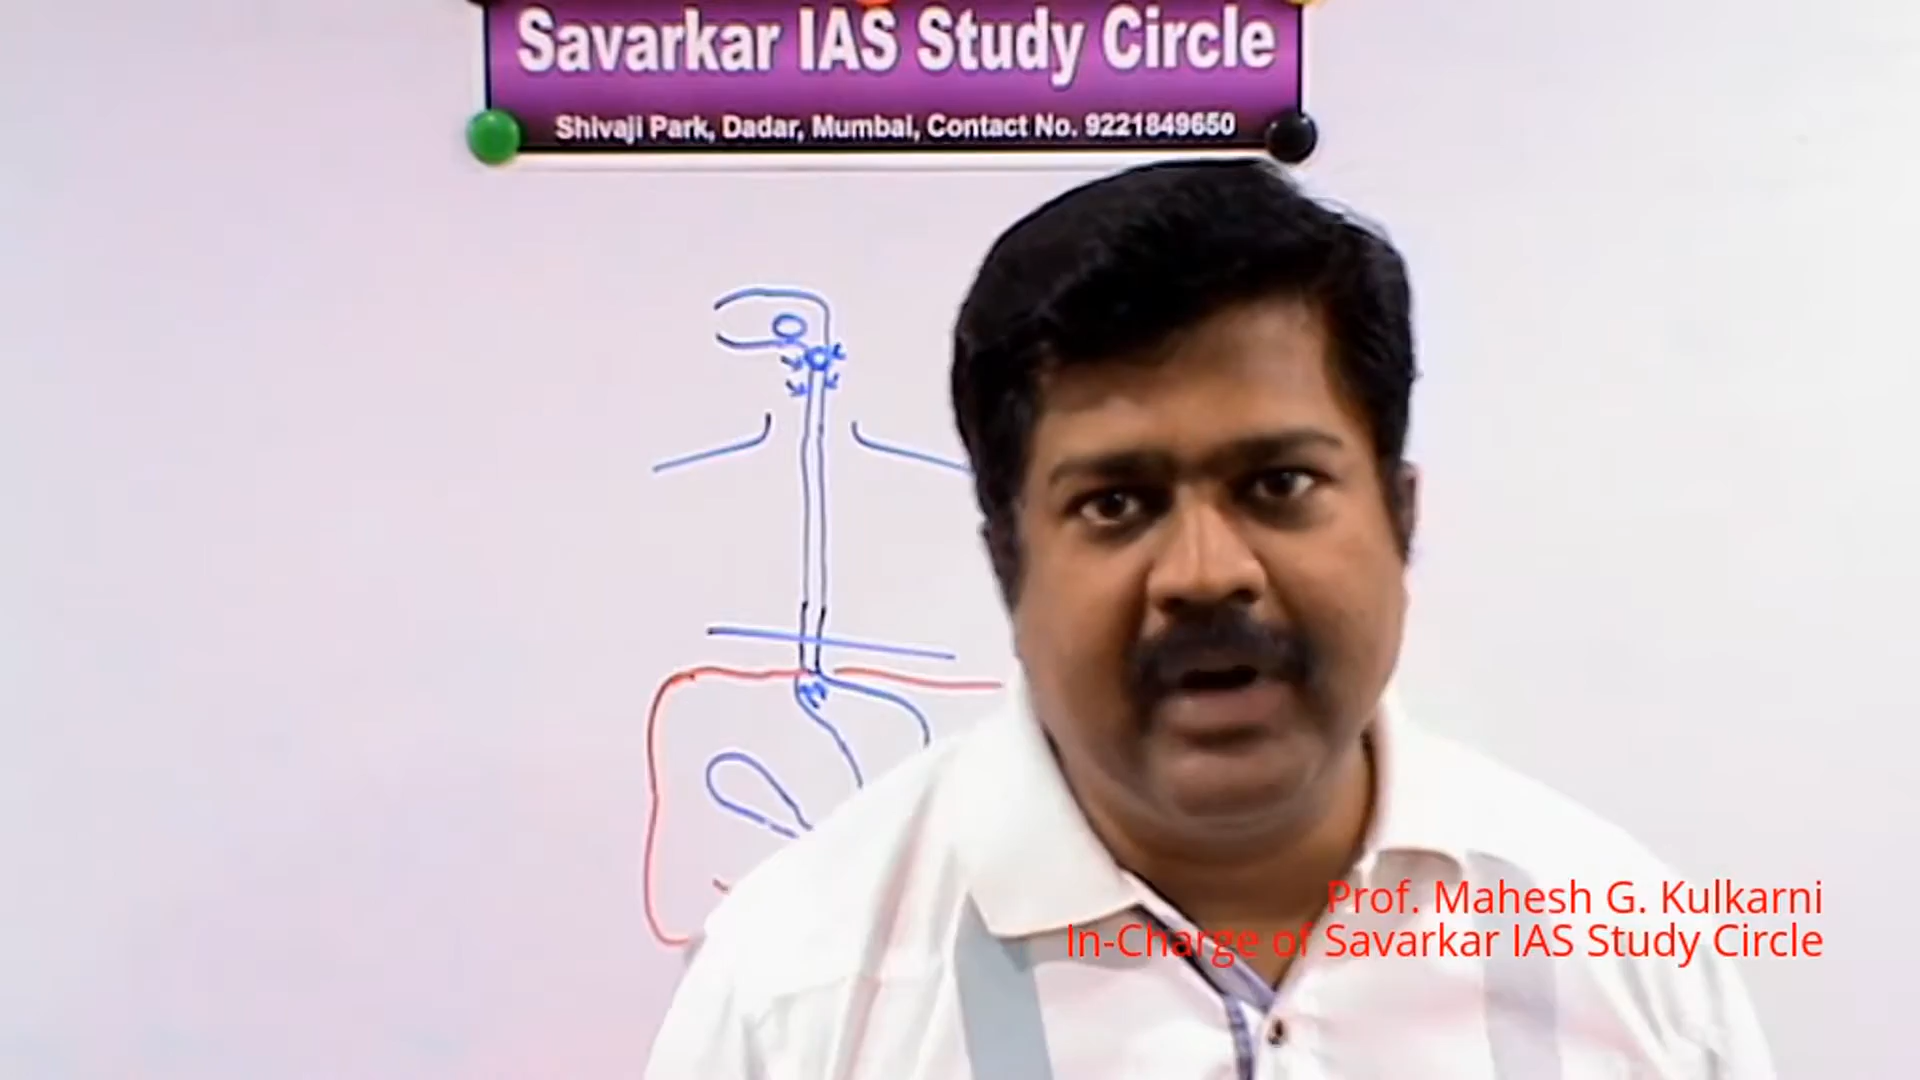 Savarkar IAS Study Circle
Shivaji Park, Dadar, Mumbai, Contact No. 9221849650
Prof. Mahesh G. Kulkarni
In-Charge of Savarkar IAS Study Circle